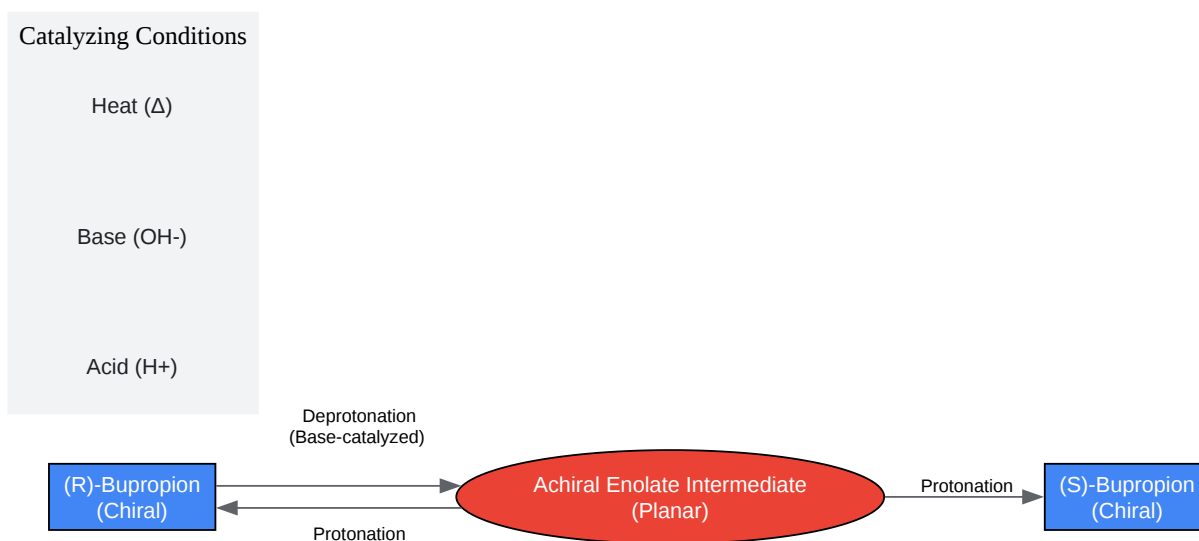 Catalyzing Conditions
Heat (Δ)
Base (OH-)
Acid (H+)
Deprotonation
(Base-catalyzed)
(R)-Bupropion
(Chiral)
Achiral Enolate Intermediate
(Planar)
Protonation
(S)-Bupropion
(Chiral)
Protonation